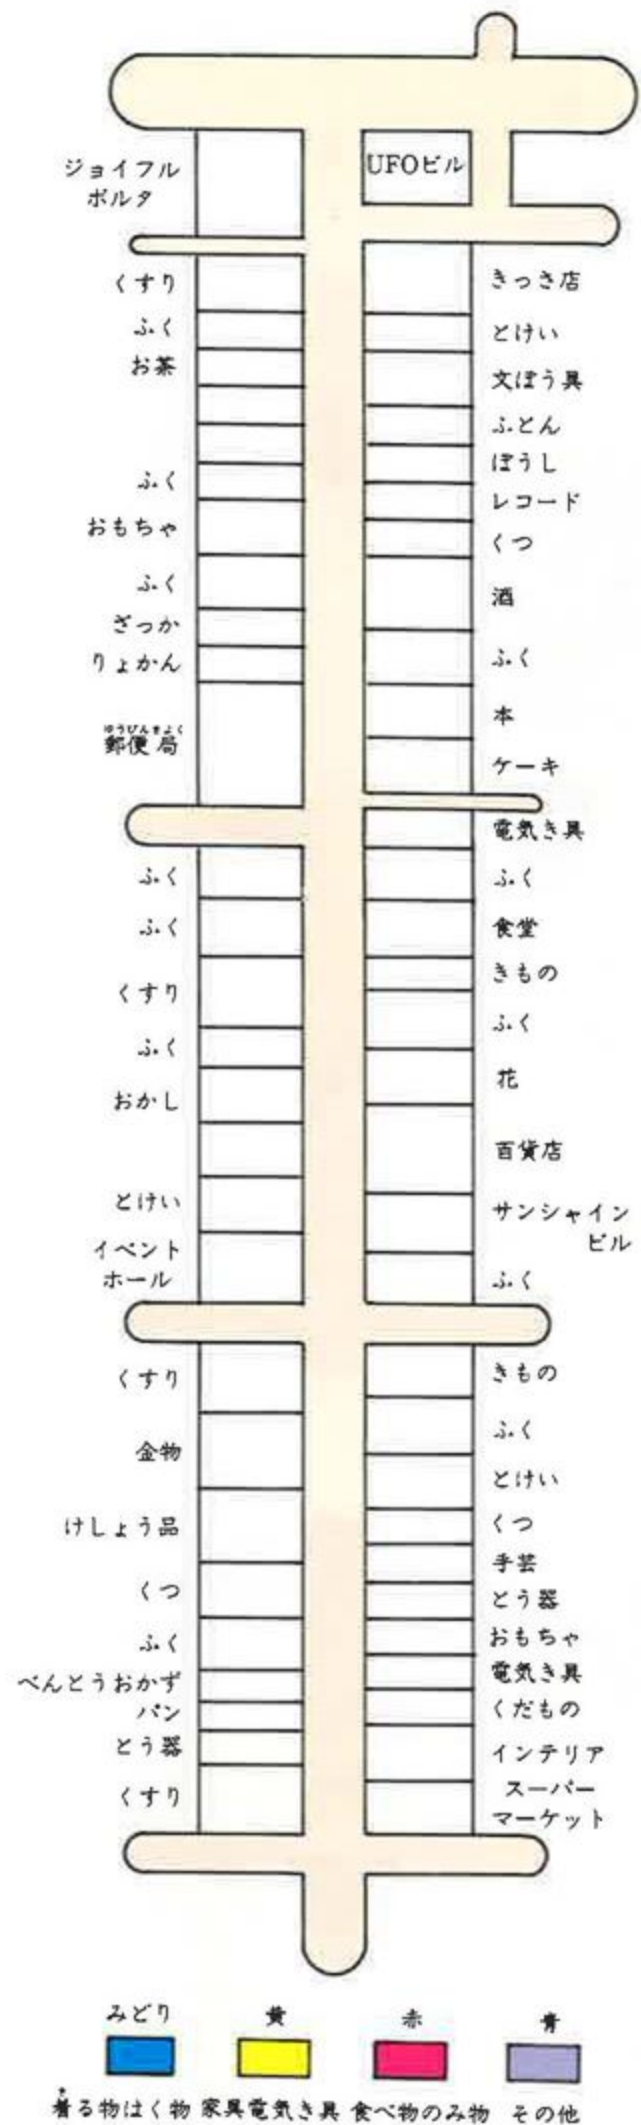 ジョイフル
ポルタ
くすり
ふく
お茶
ふく
おもちゃ
ふく
ざっか
りょかん
ゆうびんきょく
郵便局
ふく
ふく
くすり
ふく
おかし
とけい
イベント
ホール
くすり
金物
けしょう品
くつ
ふく
べんとうおかず
パン
とう器
くすり
UFOビル
きっさ店
とけい
文ぼう具
ふとん
ぼうし
レコード
くつ
酒
ふく
本
ケーキ
電気き具
ふく
食堂
きもの
ふく
花
百貨店
サンシャイン
ビル
ふく
きもの
ふく
とけい
くつ
手芸
とう器
おもちゃ
電気き具
くだもの
インテリア
スーパー
マーケット
みどり 黄 赤 青
き
着る物はく物 家具電気き具 食べ物のみ物 その他